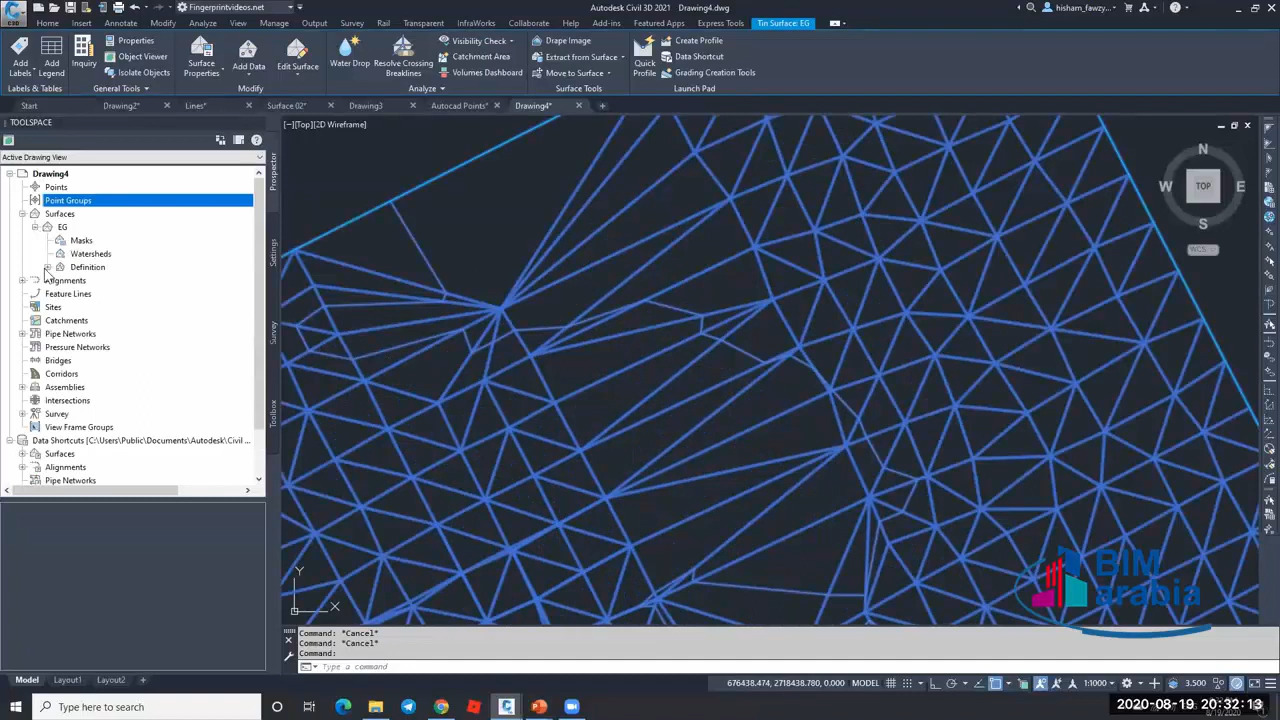 Fingerprintvideos.net
Autodesk Civil 3D 2021 Drawing4.dwg
hisham_fawzy...
Home Insert Annotate Modify Analyze View Manage Output Survey Rail Transparent InfraWorks Collaborate Help Add-ins Featured Apps Express Tools Tin Surface: EG
Add Labels
Add Legend
Inquiry
Properties
Object Viewer
Isolate Objects
Surface Properties
Add Data
Edit Surface
Water Drop
Resolve Crossing Breaklines
Visibility Check
Catchment Area
Volumes Dashboard
Drape Image
Extract from Surface
Move to Surface
Quick Profile
Create Profile
Data Shortcut
Grading Creation Tools
Labels & Tables General Tools Modify Analyze Surface Tools Launch Pad
Start Drawing2* Lines* Surface 02* Drawing3 Autocad Points* Drawing4*
TOOLSPACE
Active Drawing View
Drawing4
Points
Point Groups
Surfaces
EG
Masks
Watersheds
Definition
Alignments
Feature Lines
Sites
Catchments
Pipe Networks
Pressure Networks
Bridges
Corridors
Assemblies
Intersections
Survey
View Frame Groups
Data Shortcuts [C:\Users\Public\Documents\Autodesk\Civil ...
Surfaces
Alignments
Pipe Networks
Prospector
Settings
Survey
Toolbox
[−][Top][2D Wireframe]
N
W TOP E
S
Y
X
BIM
arabia
Command: *Cancel*
Command: *Cancel*
Command:
Type a command
Model Layout1 Layout2
676438.474, 2718438.780, 0.000 MODEL 1:1000 3.500
Type here to search
2020-08-19 20:32:13